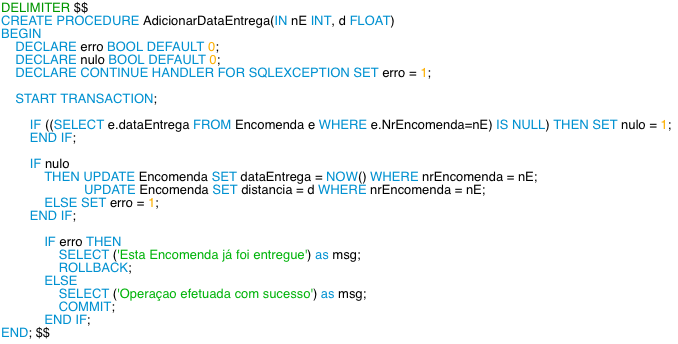 DELIMITER $$
CREATE PROCEDURE AdicionarDataEntrega(IN nE INT, d FLOAT)
BEGIN
DECLARE erro BOOL DEFAULT 0;
DECLARE nulo BOOL DEFAULT 0;
DECLARE CONTINUE HANDLER FOR SQLEXCEPTION SET erro = 1;
START TRANSACTION;
IF ((SELECT e.dataEntrega FROM Encomenda e WHERE e.NrEncomenda=nE) IS NULL) THEN SET nulo = 1;
END IF;
IF nulo
THEN UPDATE Encomenda SET dataEntrega = NOW() WHERE nrEncomenda = nE;
UPDATE Encomenda SET distancia = d WHERE nrEncomenda = nE;
ELSE SET erro = 1;
END IF;
IF erro THEN
SELECT ('Esta Encomenda já foi entregue') as msg;
ROLLBACK;
ELSE
SELECT ('Operaçao efetuada com sucesso') as msg;
COMMIT;
END IF;
END; $$